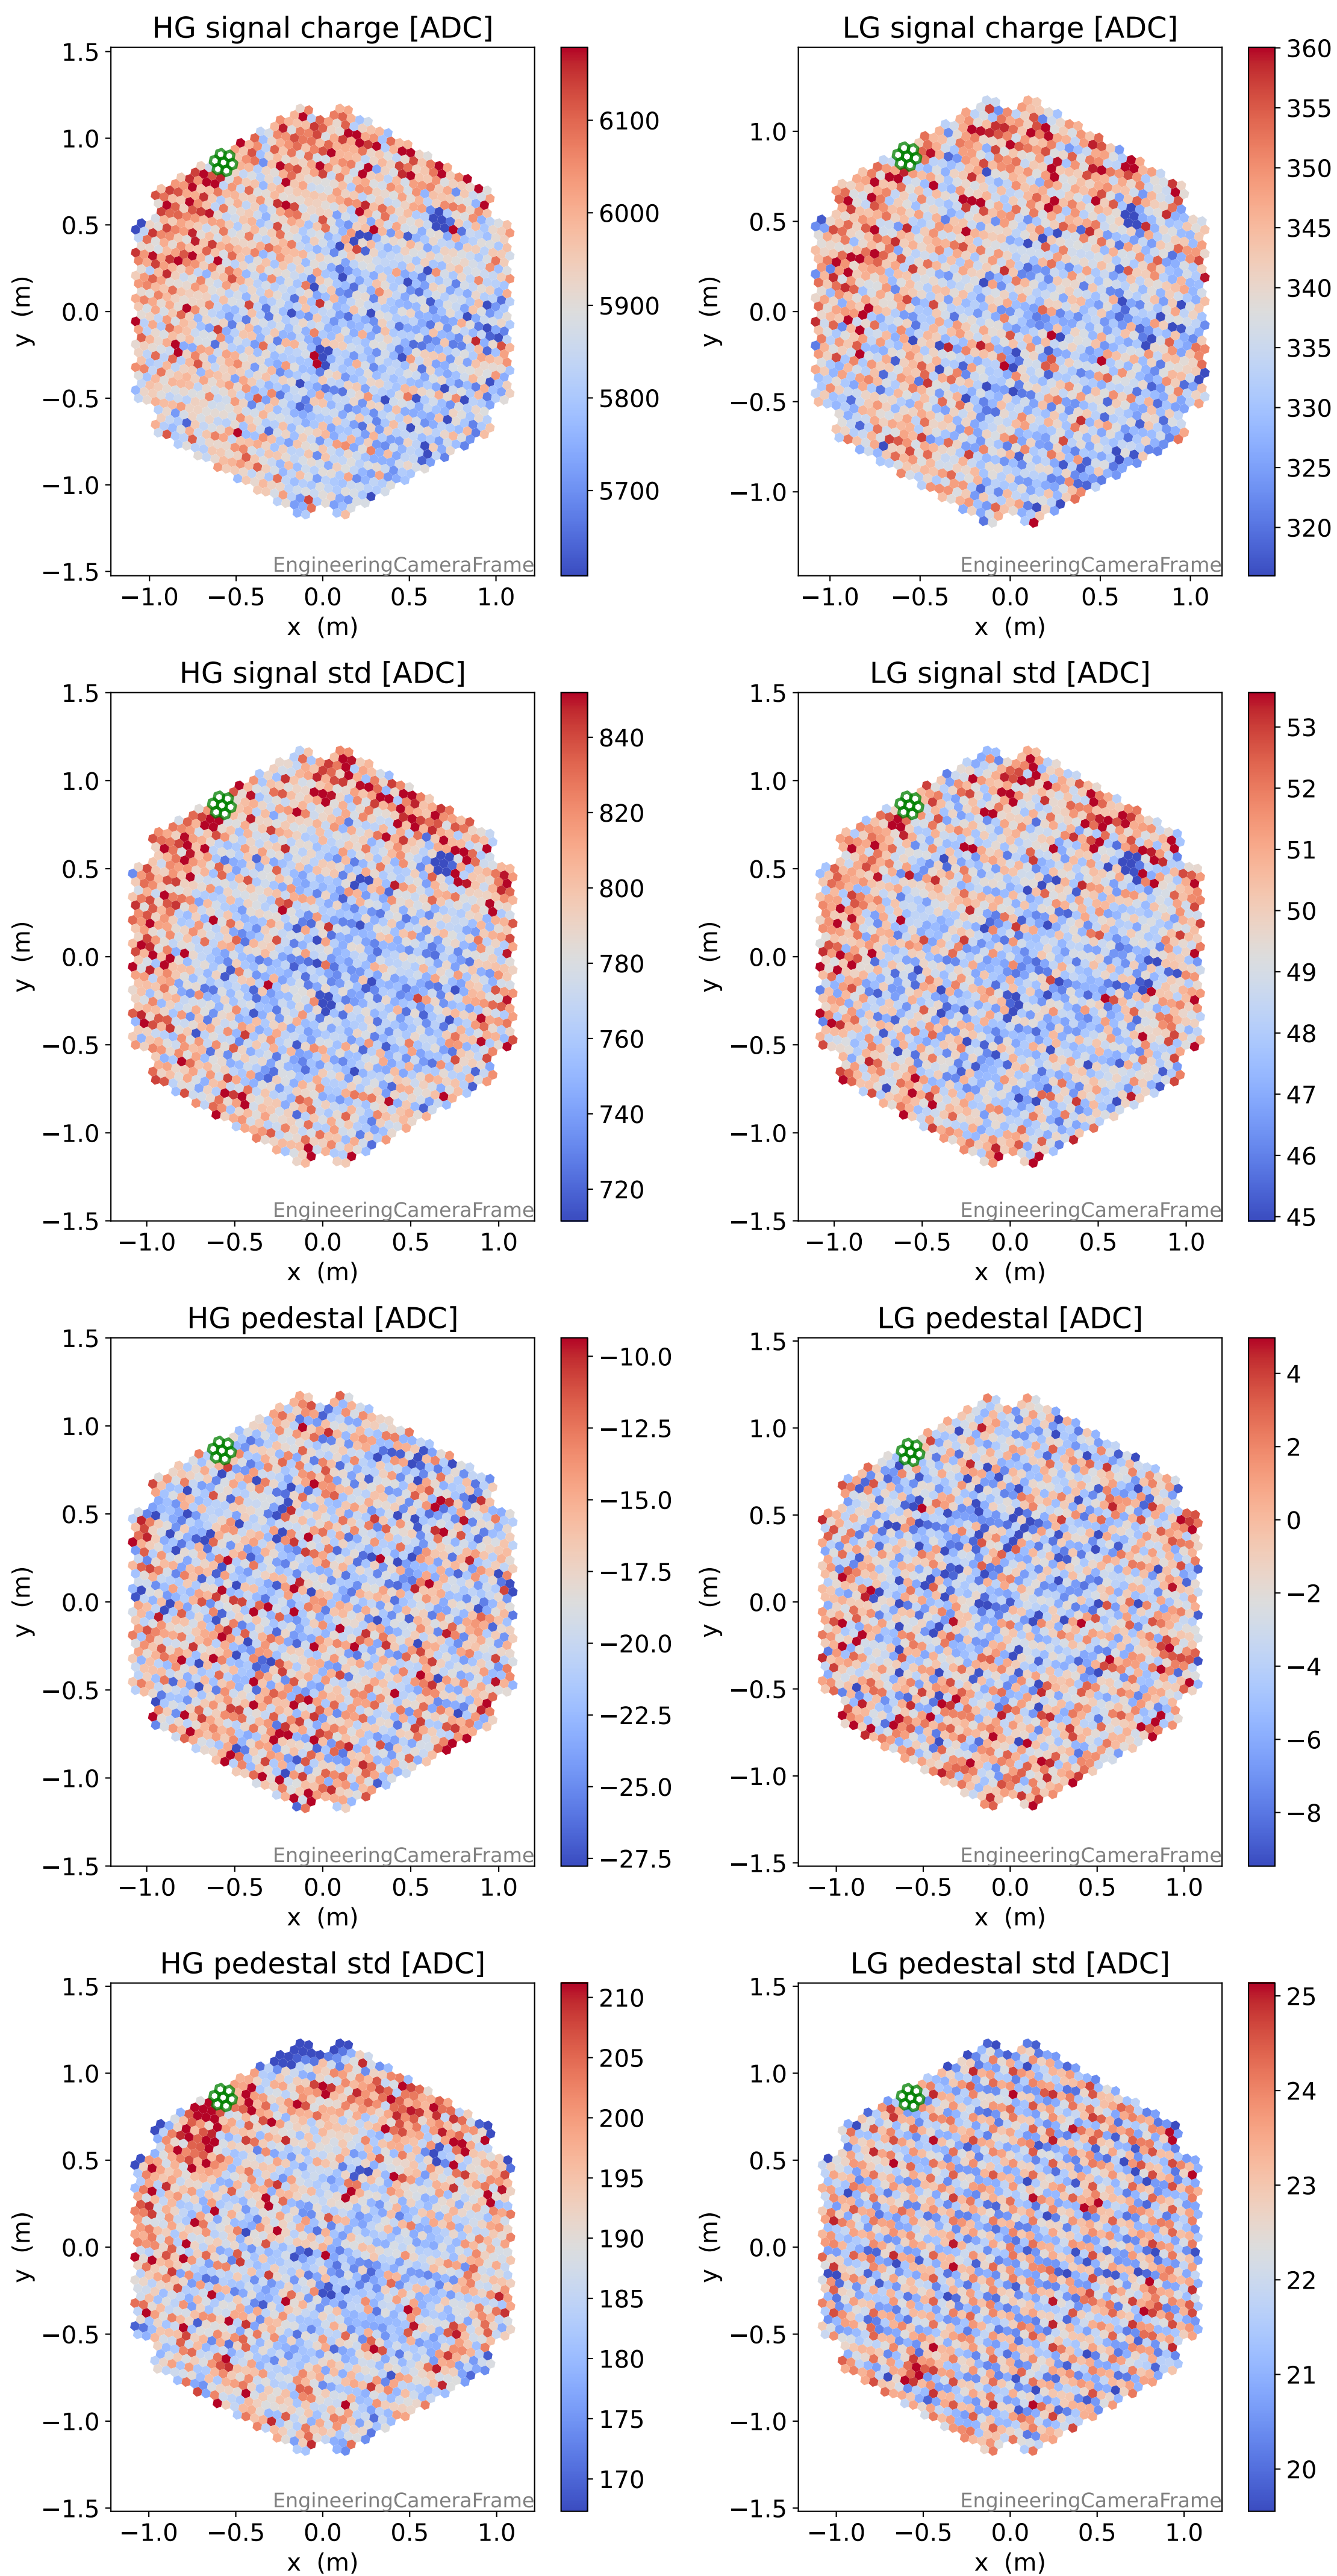 HG signal charge [ADC]
LG signal charge [ADC]
1.5
1.0
0.5
0.0
−0.5
−1.0
−1.5
y (m)
−1.0 −0.5 0.0 0.5 1.0
x (m)
EngineeringCameraFrame
6100
6000
5900
5800
5700
1.0
0.5
0.0
−0.5
−1.0
y (m)
−1.0 −0.5 0.0 0.5 1.0
x (m)
EngineeringCameraFrame
360
355
350
345
340
335
330
325
320
HG signal std [ADC]
LG signal std [ADC]
1.5
1.0
0.5
0.0
−0.5
−1.0
−1.5
y (m)
−1.0 −0.5 0.0 0.5 1.0
x (m)
EngineeringCameraFrame
840
820
800
780
760
740
720
1.5
1.0
0.5
0.0
−0.5
−1.0
−1.5
y (m)
−1.0 −0.5 0.0 0.5 1.0
x (m)
EngineeringCameraFrame
53
52
51
50
49
48
47
46
45
HG pedestal [ADC]
LG pedestal [ADC]
1.5
1.0
0.5
0.0
−0.5
−1.0
−1.5
y (m)
−1.0 −0.5 0.0 0.5 1.0
x (m)
EngineeringCameraFrame
−10.0
−12.5
−15.0
−17.5
−20.0
−22.5
−25.0
−27.5
1.5
1.0
0.5
0.0
−0.5
−1.0
−1.5
y (m)
−1.0 −0.5 0.0 0.5 1.0
x (m)
EngineeringCameraFrame
4
2
0
−2
−4
−6
−8
HG pedestal std [ADC]
LG pedestal std [ADC]
1.5
1.0
0.5
0.0
−0.5
−1.0
−1.5
y (m)
−1.0 −0.5 0.0 0.5 1.0
x (m)
EngineeringCameraFrame
210
205
200
195
190
185
180
175
170
1.5
1.0
0.5
0.0
−0.5
−1.0
−1.5
y (m)
−1.0 −0.5 0.0 0.5 1.0
x (m)
EngineeringCameraFrame
25
24
23
22
21
20